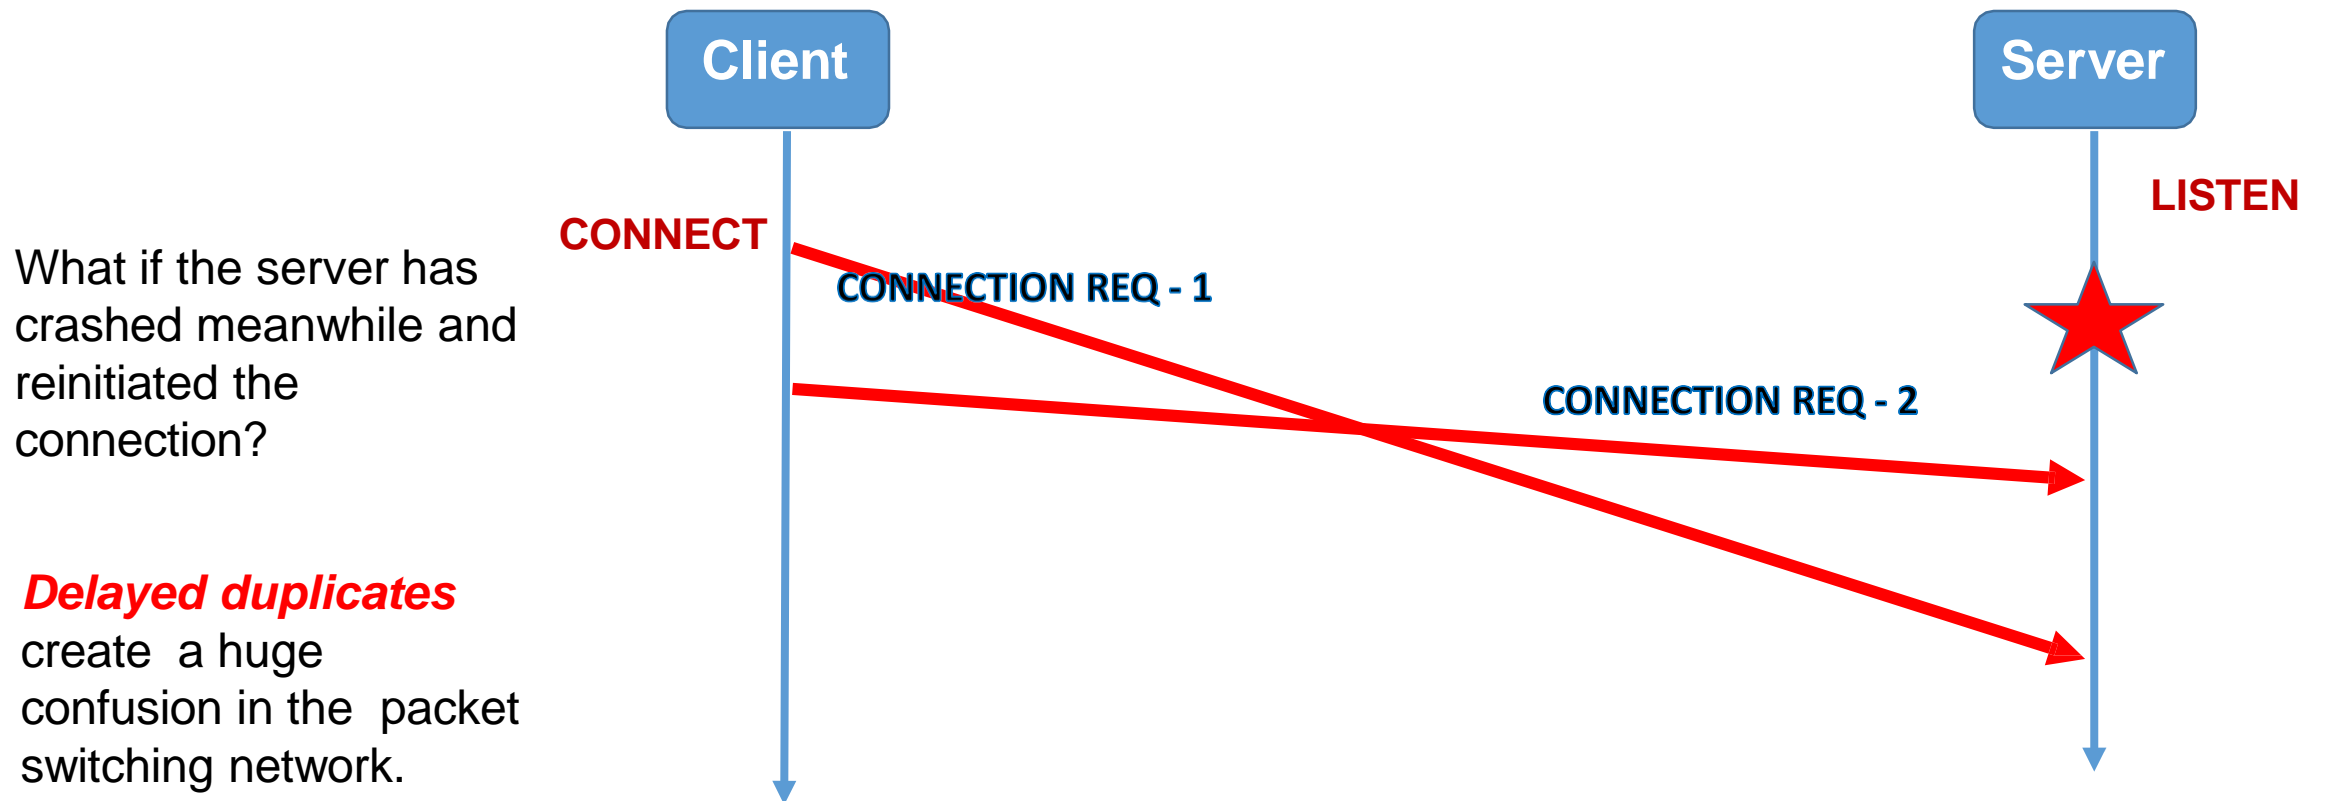 Client
Server
LISTEN
CONNECT
CONNECTION REQ - 1
CONNECTION REQ - 2
What if the server has
crashed meanwhile and
reinitiated the
connection?
Delayed duplicates
create a huge
confusion in the packet
switching network.